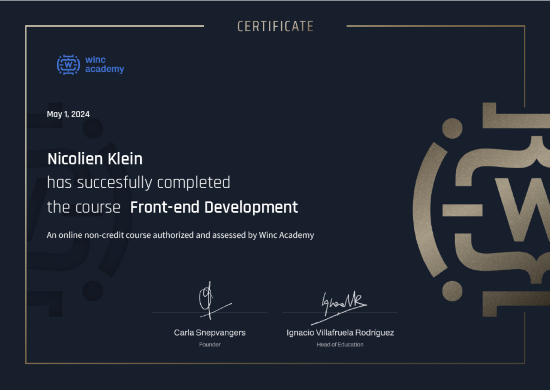 CERTIFICATE
winc
academy
May 1, 2024
Nicolien Klein
has succesfully completed
the course Front-end Development
An online non-credit course authorized and assessed by Winc Academy
Carla Snepvangers
Ignacio Villafruela Rodríguez
Founder
Head of Education